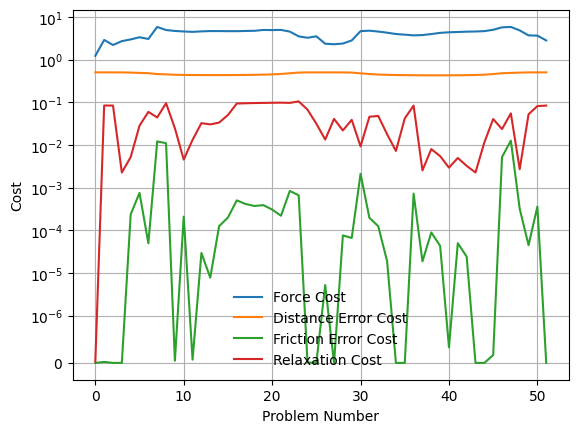 10¹
10⁰
10⁻¹
10⁻²
10⁻³
10⁻⁴
10⁻⁵
10⁻⁶
0
Cost
Force Cost
Distance Error Cost
Friction Error Cost
Relaxation Cost
0 10 20 30 40 50
Problem Number